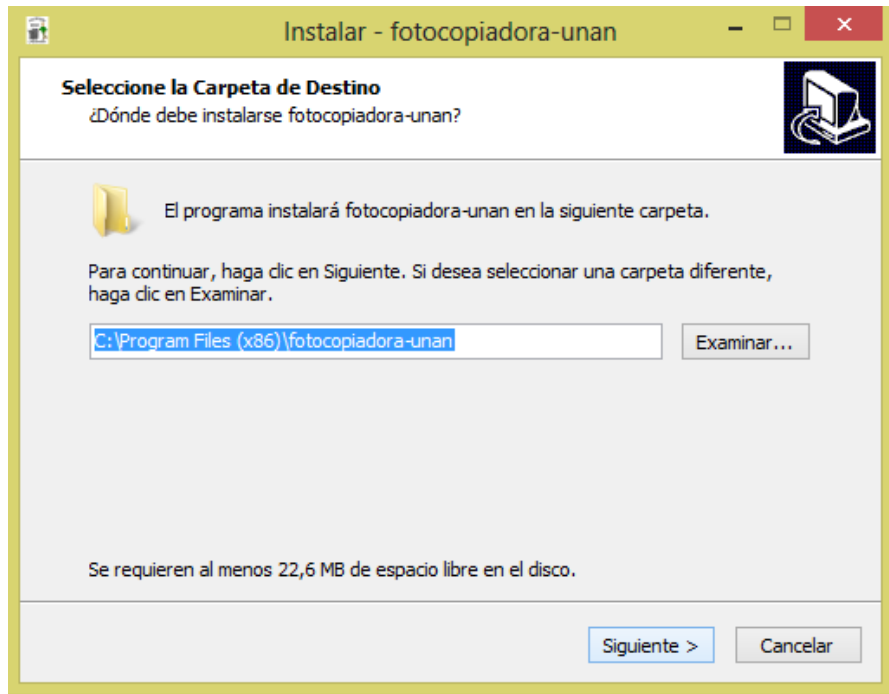 Instalar - fotocopiadora-unan
Seleccione la Carpeta de Destino
¿Dónde debe instalarse fotocopiadora-unan?
El programa instalará fotocopiadora-unan en la siguiente carpeta.
Para continuar, haga clic en Siguiente. Si desea seleccionar una carpeta diferente,
haga clic en Examinar.
C:\Program Files (x86)\fotocopiadora-unan
Examinar...
Se requieren al menos 22,6 MB de espacio libre en el disco.
Siguiente >
Cancelar